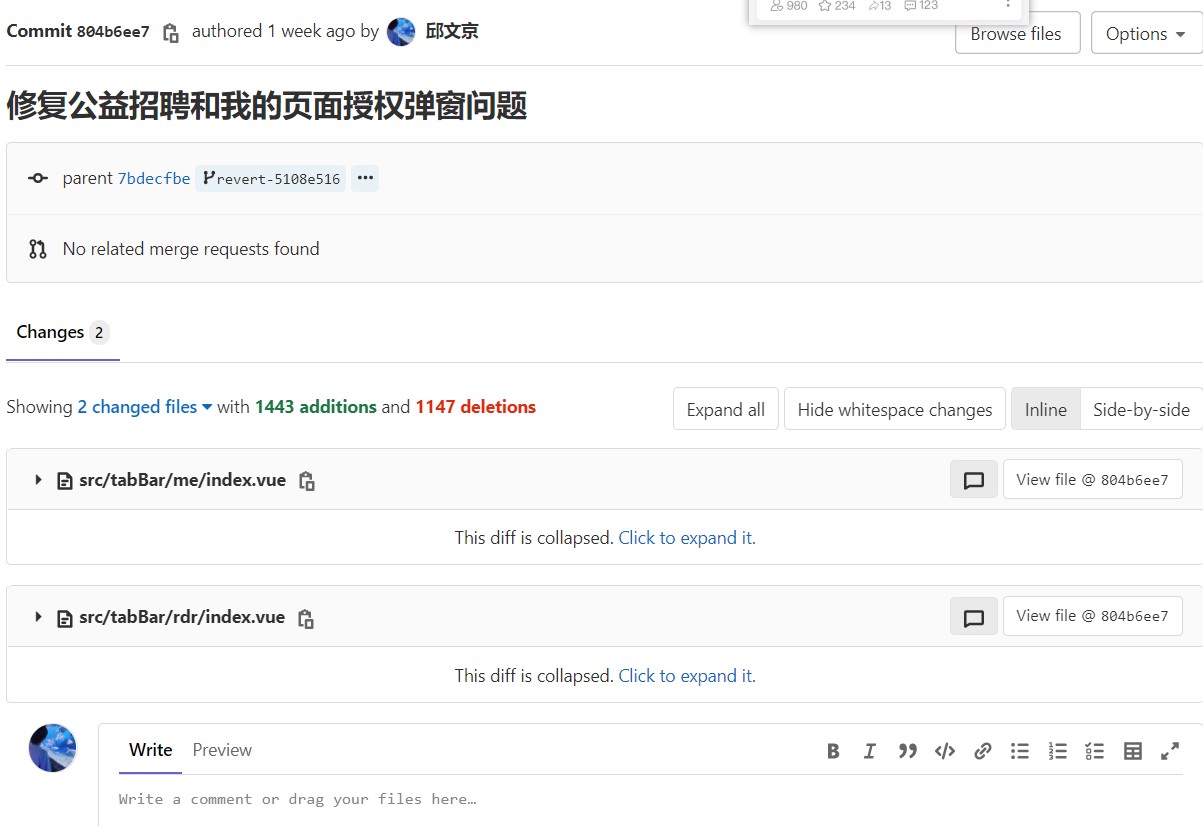 980 234 13 123
Commit 804b6ee7 authored 1 week ago by 邱文京
Browse files Options
修复公益招聘和我的页面授权弹窗问题
parent 7bdecfbe revert-5108e516 ...
No related merge requests found
Changes 2
Showing 2 changed files with 1443 additions and 1147 deletions
Expand all Hide whitespace changes Inline Side-by-side
src/tabBar/me/index.vue View file @ 804b6ee7
This diff is collapsed. Click to expand it.
src/tabBar/rdr/index.vue View file @ 804b6ee7
This diff is collapsed. Click to expand it.
Write Preview
Write a comment or drag your files here…